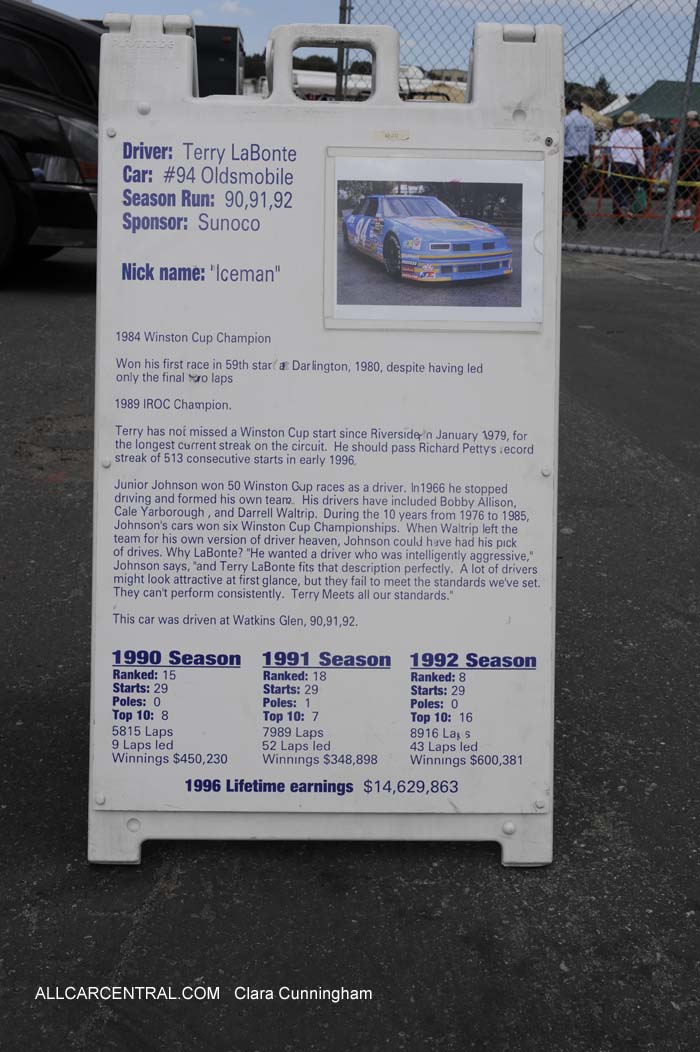 Driver: Terry LaBonte
Car: #94 Oldsmobile
Season Run: 90,91,92
Sponsor: Sunoco
Nick name: "Iceman"
94
1984 Winston Cup Champion
Won his first race in 59th start at Darlington, 1980, despite having led
only the final two laps
1989 IROC Champion.
Terry has not missed a Winston Cup start since Riverside in January 1979, for
the longest current streak on the circuit. He should pass Richard Petty's record
streak of 513 consecutive starts in early 1996.
Junior Johnson won 50 Winston Cup races as a driver. In1966 he stopped
driving and formed his own team. His drivers have included Bobby Allison,
Cale Yarborough , and Darrell Waltrip. During the 10 years from 1976 to 1985,
Johnson's cars won six Winston Cup Championships. When Waltrip left the
team for his own version of driver heaven, Johnson could have had his pick
of drives. Why LaBonte? "He wanted a driver who was intelligently aggressive,"
Johnson says, "and Terry LaBonte fits that description perfectly. A lot of drivers
might look attractive at first glance, but they fail to meet the standards we've set.
They can't perform consistently. Terry Meets all our standards."
This car was driven at Watkins Glen, 90,91,92.
1990 Season 1991 Season 1992 Season
Ranked: 15 Ranked: 18 Ranked: 8
Starts: 29 Starts: 29 Starts: 29
Poles: 0 Poles: 1 Poles: 0
Top 10: 8 Top 10: 7 Top 10: 16
5815 Laps 7989 Laps 8916 Laps
9 Laps led 52 Laps led 43 Laps led
Winnings $450,230 Winnings $348,898 Winnings $600,381
1996 Lifetime earnings $14,629,863
ALLCARCENTRAL.COM Clara Cunningham